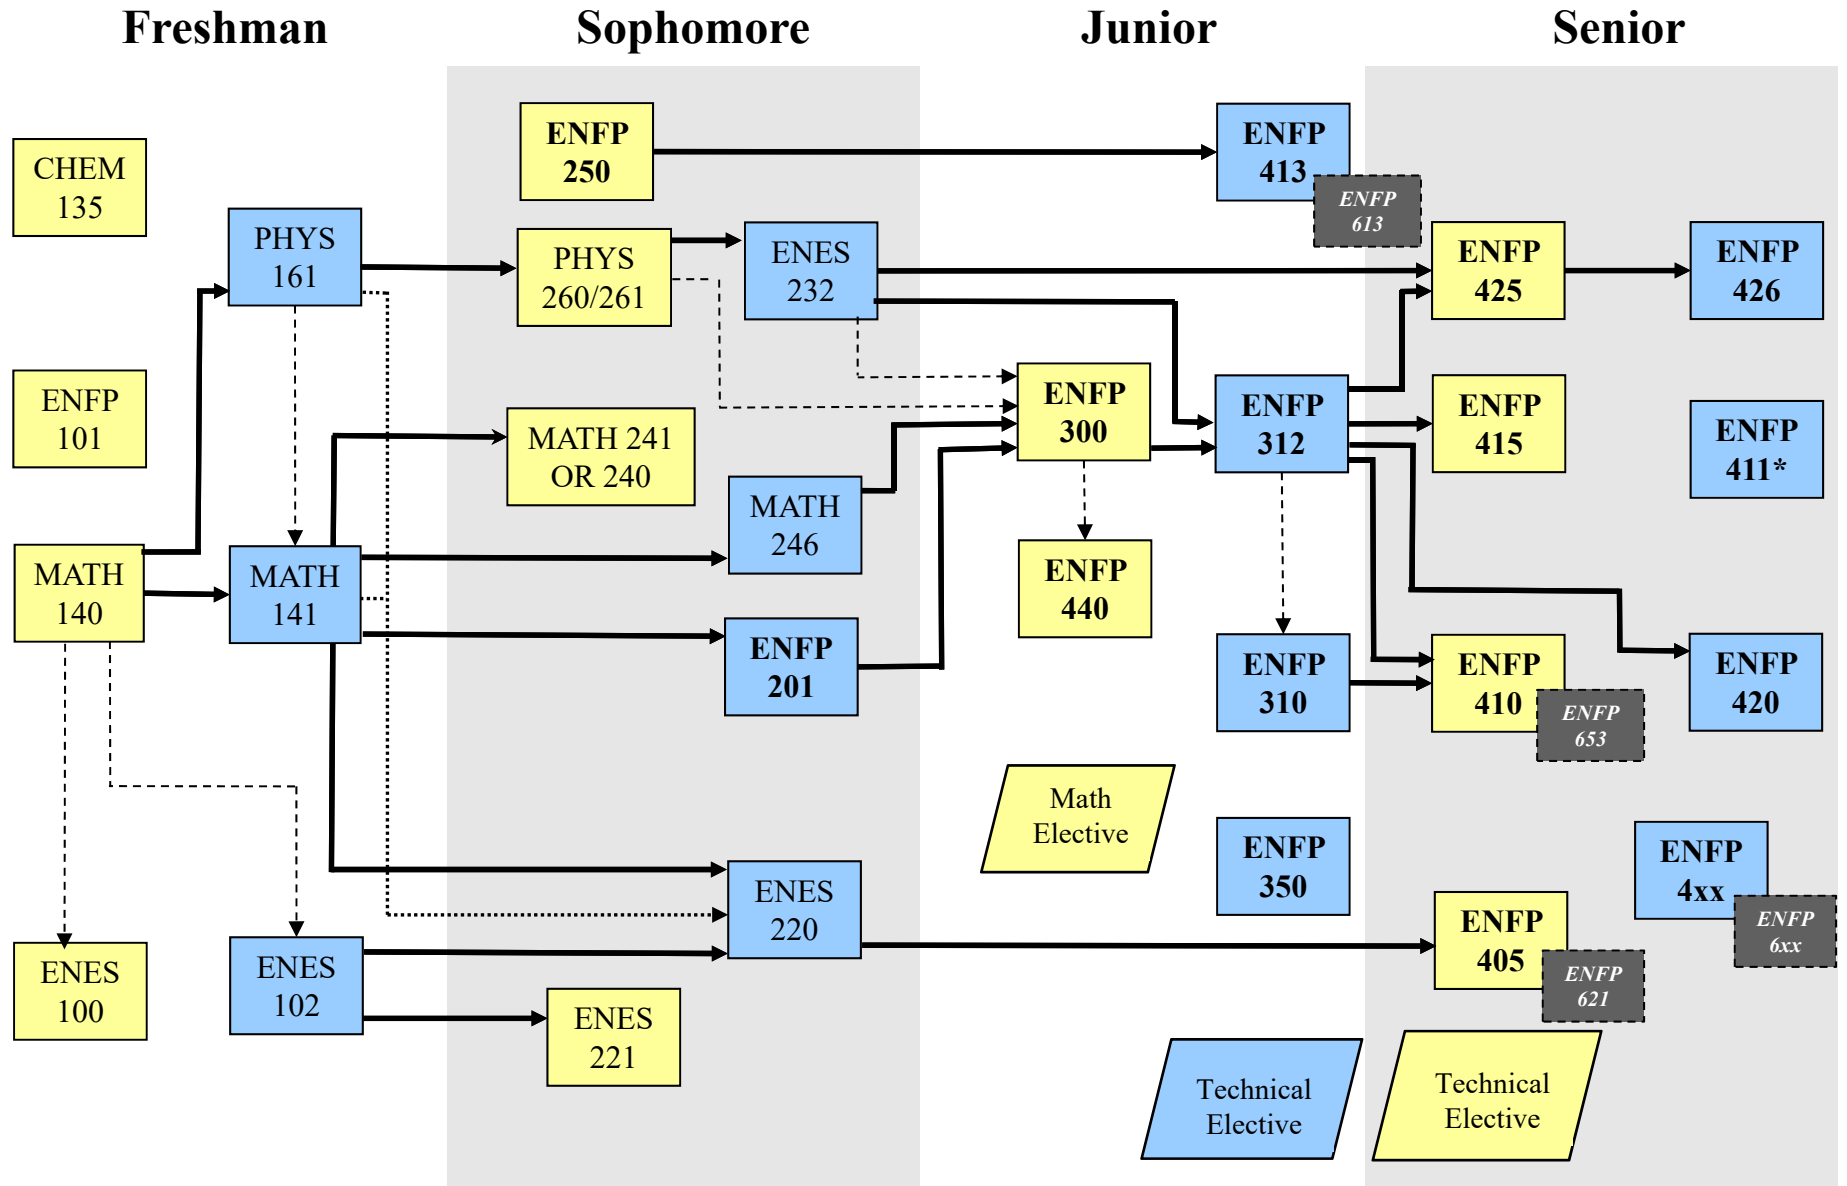 Freshman
Sophomore
Junior
Senior
CHEM
135
ENFP
101
MATH
140
ENES
100
PHYS
161
MATH
141
ENES
102
ENFP
250
PHYS
260/261
MATH 241
OR 240
ENES
221
ENES
232
MATH
246
ENFP
201
ENES
220
ENFP
300
ENFP
440
Math
Elective
ENFP
413
ENFP
613
ENFP
312
ENFP
310
ENFP
350
Technical
Elective
ENFP
425
ENFP
415
ENFP
410
ENFP
653
ENFP
405
ENFP
621
Technical
Elective
ENFP
426
ENFP
411*
ENFP
420
ENFP
4xx
ENFP
6xx